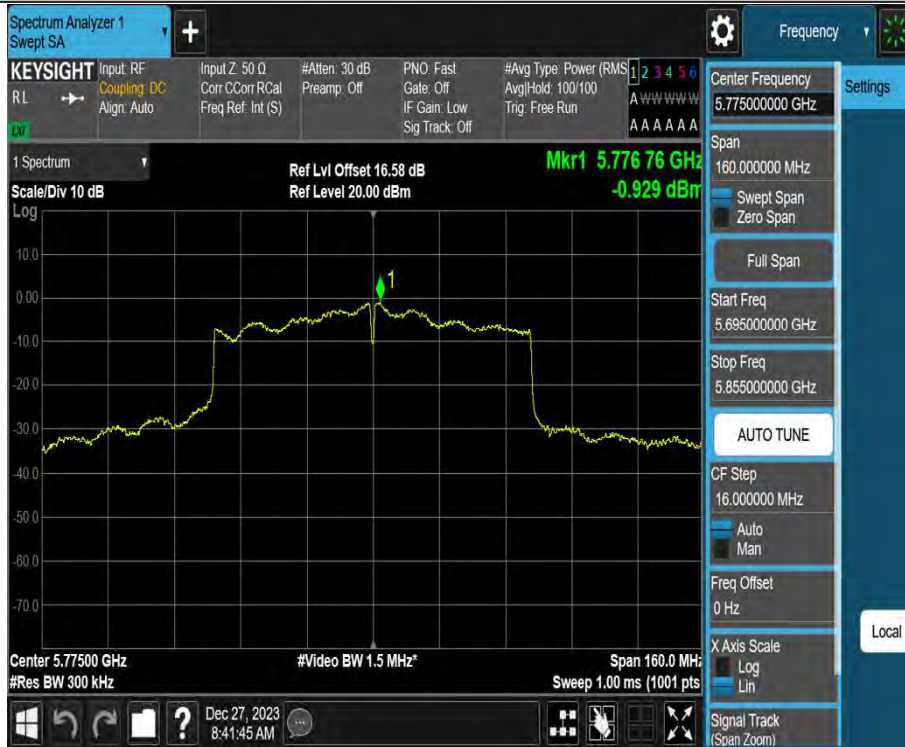 Spectrum Analyzer 1
Swept SA
+
Frequency
KEYSIGHT
RL
LXI
Input: RF
Coupling: DC
Align: Auto
Input Z: 50 Ω
Corr CCorr RCal
Freq Ref: Int (S)
#Atten: 30 dB
Preamp: Off
PNO: Fast
Gate: Off
IF Gain: Low
Sig Track: Off
#Avg Type: Power (RMS
Avg|Hold: 100/100
Trig: Free Run
1 2 3 4 5 6
A W W W W W
A A A A A A
1 Spectrum
Scale/Div 10 dB
Log
Ref Lvl Offset 16.58 dB
Ref Level 20.00 dBm
Mkr1 5.776 76 GHz
-0.929 dBm
1
10.0
0.00
-10.0
-20.0
-30.0
-40.0
-50.0
-60.0
-70.0
Center 5.77500 GHz
#Res BW 300 kHz
#Video BW 1.5 MHz*
Span 160.0 MHz
Sweep 1.00 ms (1001 pts
?
Dec 27, 2023
8:41:45 AM
Center Frequency
5.775000000 GHz
Span
160.000000 MHz
Swept Span
Zero Span
Full Span
Start Freq
5.695000000 GHz
Stop Freq
5.855000000 GHz
AUTO TUNE
CF Step
16.000000 MHz
Auto
Man
Freq Offset
0 Hz
X Axis Scale
Log
Lin
Signal Track
(Span Zoom)
Settings
Local